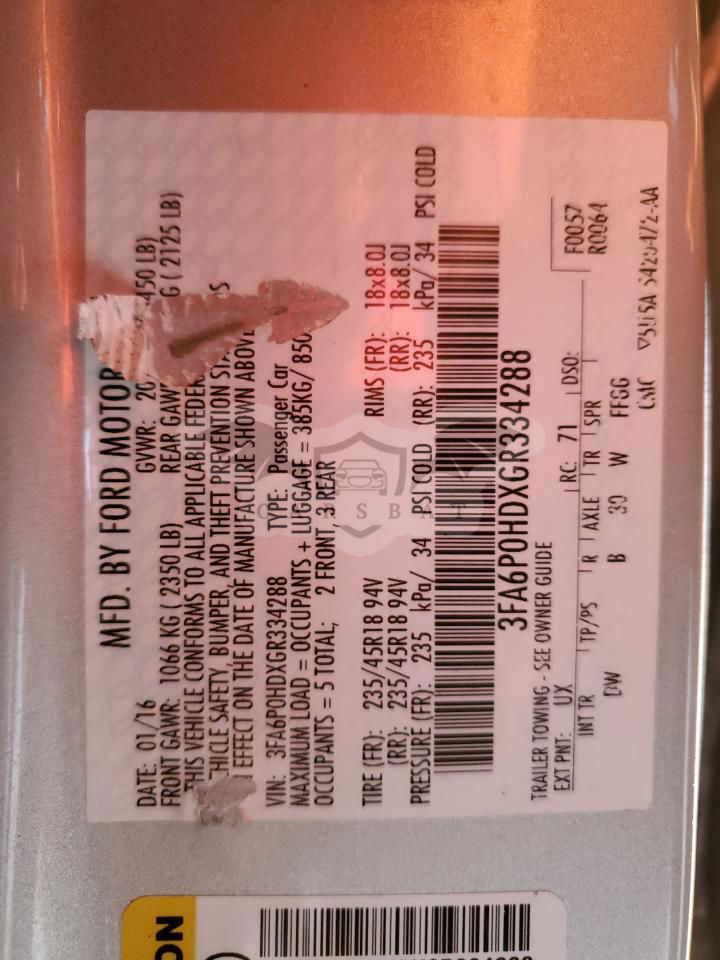 MFD. BY FORD MOTOR
DATE: 01/16 GVWR: 450 LB)
FRONT GAWR: 1066 KG ( 2350 LB) REAR GAW G ( 2125 LB)
THIS VEHICLE CONFORMS TO ALL APPLICABLE
VEHICLE SAFETY, BUMPER, AND THEFT PREVENTION
EFFECT ON THE DATE OF MANUFACTURE SHOWN ABOVE
VIN: 3FA6P0HDXGR334288 TYPE: Passenger Car
MAXIMUM LOAD = OCCUPANTS + LUGGAGE = 385KG/ 850
OCCUPANTS = 5 TOTAL; 2 FRONT, 3 REAR
TIRE (FR): 235/45R18 94V RIMS (FR): 18x8.0J
(RR): 235/45R18 94V (RR): 18x8.0J
PRESSURE (FR): 235 kPa/ 34 PSI COLD (RR): 235 kPa/ 34 PSI COLD
3FA6P0HDXGR334288
TRAILER TOWING - SEE OWNER GUIDE
EXT PNT: UX RC: 71 DSO: F0057
INT TR TP/PS R AXLE TR SPR R0064
DW B 39 W FFGG
ON